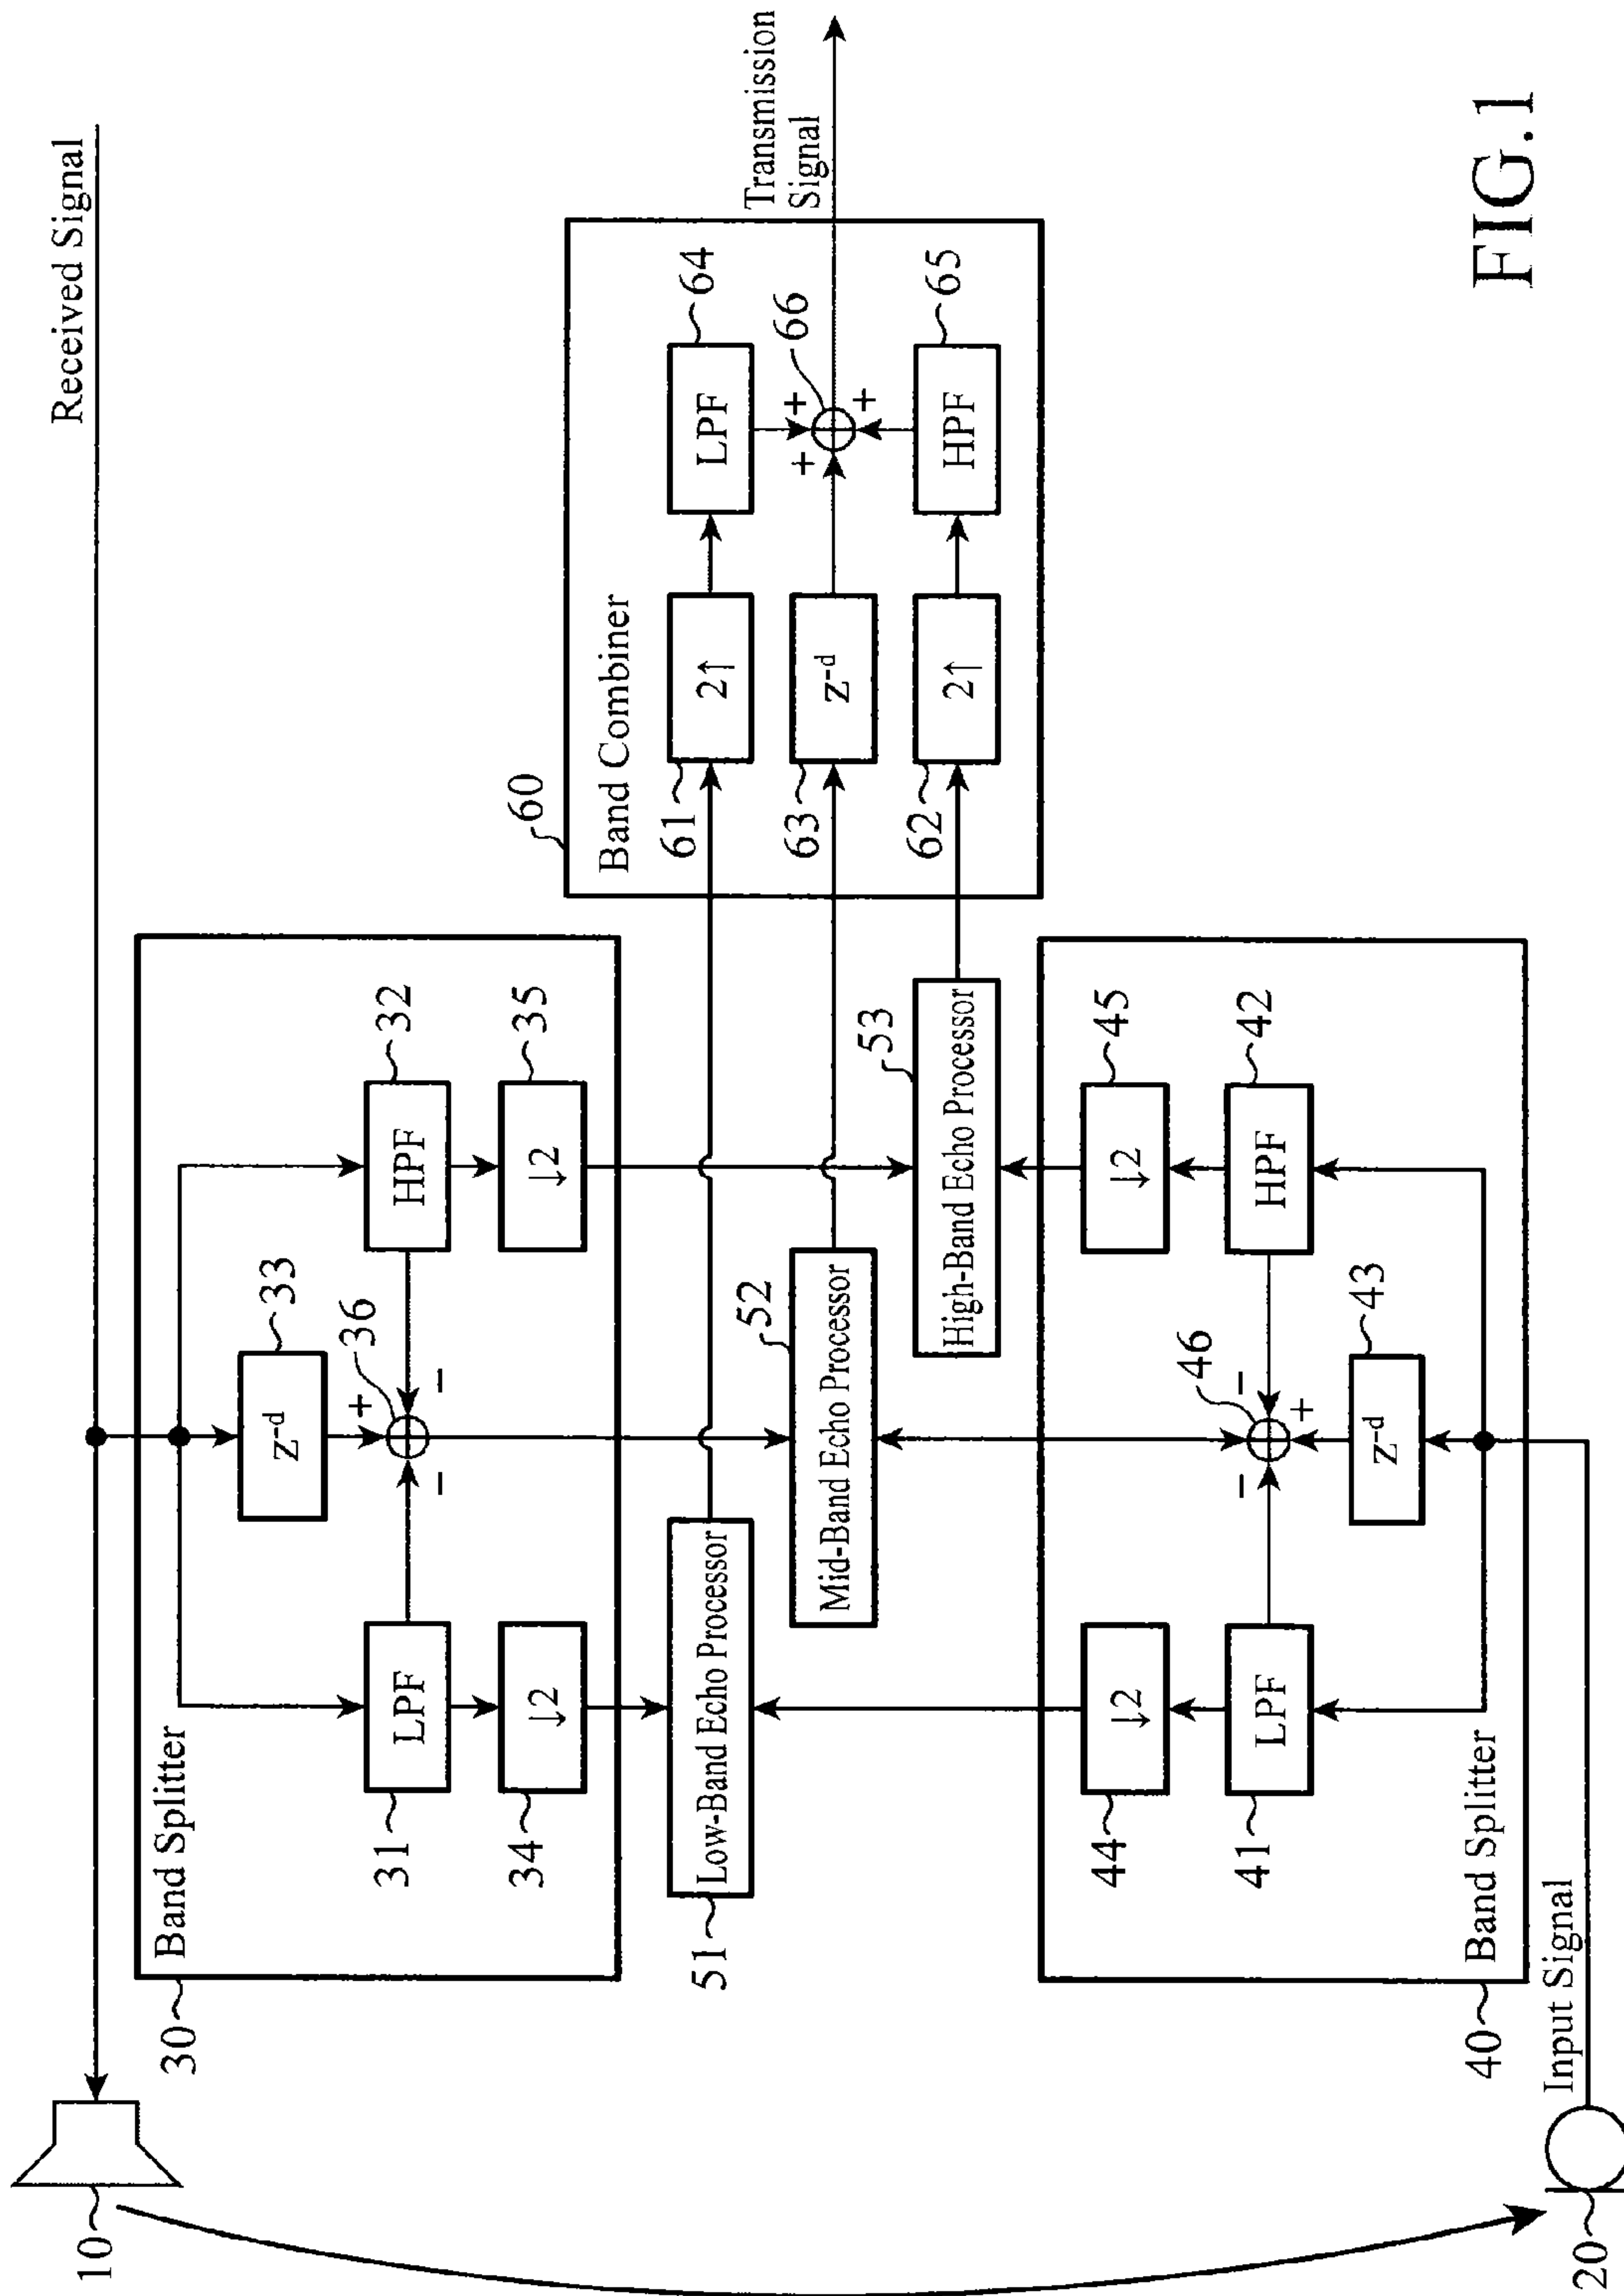 Received Signal
10
30
Band Splitter
z⁻ᵈ
33
36
+
−
−
LPF
31
HPF
32
↓2
34
↓2
35
51
Low-Band Echo Processor
52
Mid-Band Echo Processor
53
High-Band Echo Processor
60
Band Combiner
61
2↑
LPF
64
63
z⁻ᵈ
66
+
+
+
62
2↑
HPF
65
Transmission
Signal
44
↓2
↓2
45
41
LPF
HPF
42
46
−
−
+
z⁻ᵈ
43
40
Band Splitter
Input Signal
20
FIG.1